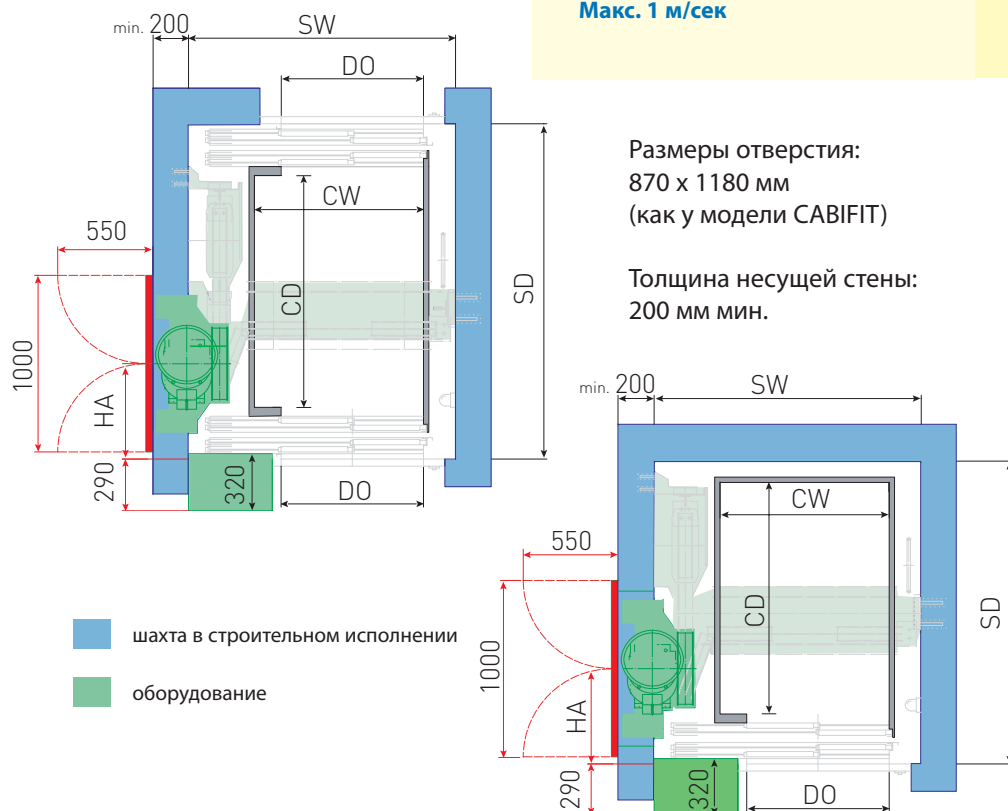 Макс. 1 м/сек
min. 200
SW
DO
CW
CD
SD
550
1000
HA
290
320
DO
Размеры отверстия:
870 x 1180 мм
(как у модели CABIFIT)
Толщина несущей стены:
200 мм мин.
min. 200
SW
CW
CD
SD
550
1000
HA
290
320
DO
шахта в строительном исполнении
оборудование